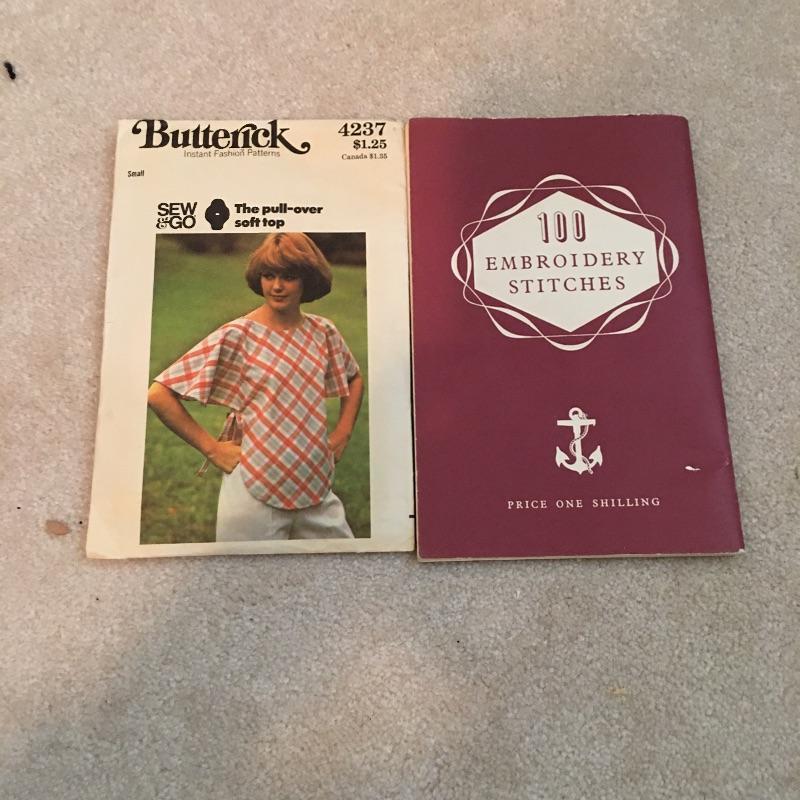 Butterick
Instant Fashion Patterns
4237
$1.25
Canada $1.35
Small
SEW
& GO
The pull-over
soft top
100
EMBROIDERY
STITCHES
PRICE ONE SHILLING